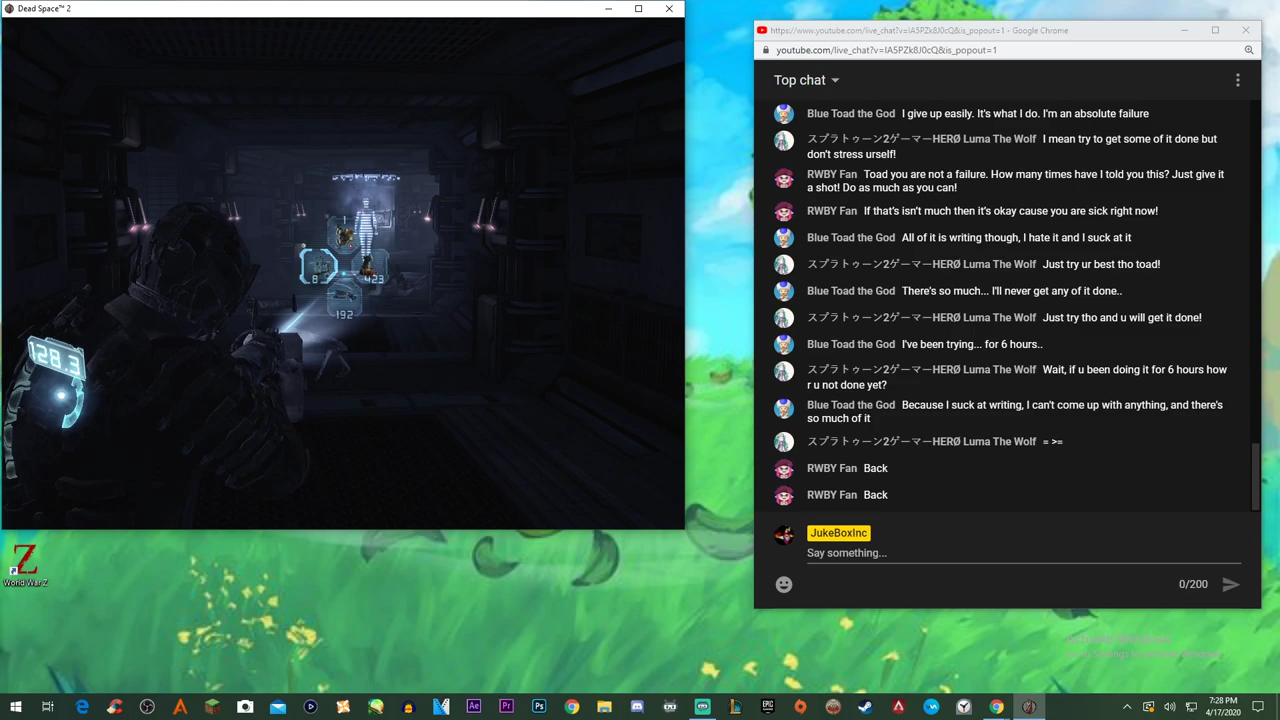 Dead Space™ 2
128.3
423
192
World War Z
https://www.youtube.com/live_chat?v=IA5PZk8J0cQ&is_popout=1 - Google Chrome
youtube.com/live_chat?v=IA5PZk8J0cQ&is_popout=1
Top chat
Blue Toad the God I give up easily. It's what I do. I'm an absolute failure
スプラトゥーン2ゲーマーHERØ Luma The Wolf I mean try to get some of it done but
don't stress urself!
RWBY Fan Toad you are not a failure. How many times have I told you this? Just give it
a shot! Do as much as you can!
RWBY Fan If that's isn't much then it's okay cause you are sick right now!
Blue Toad the God All of it is writing though, I hate it and I suck at it
スプラトゥーン2ゲーマーHERØ Luma The Wolf Just try ur best tho toad!
Blue Toad the God There's so much... I'll never get any of it done..
スプラトゥーン2ゲーマーHERØ Luma The Wolf Just try tho and u will get it done!
Blue Toad the God I've been trying... for 6 hours..
スプラトゥーン2ゲーマーHERØ Luma The Wolf Wait, if u been doing it for 6 hours how
r u not done yet?
Blue Toad the God Because I suck at writing, I can't come up with anything, and there's
so much of it
スプラトゥーン2ゲーマーHERØ Luma The Wolf = >=
RWBY Fan Back
RWBY Fan Back
JukeBoxInc
Say something...
0/200
Ae
Pr
Ps
EPIC
GAMES
7:28 PM
4/17/2020